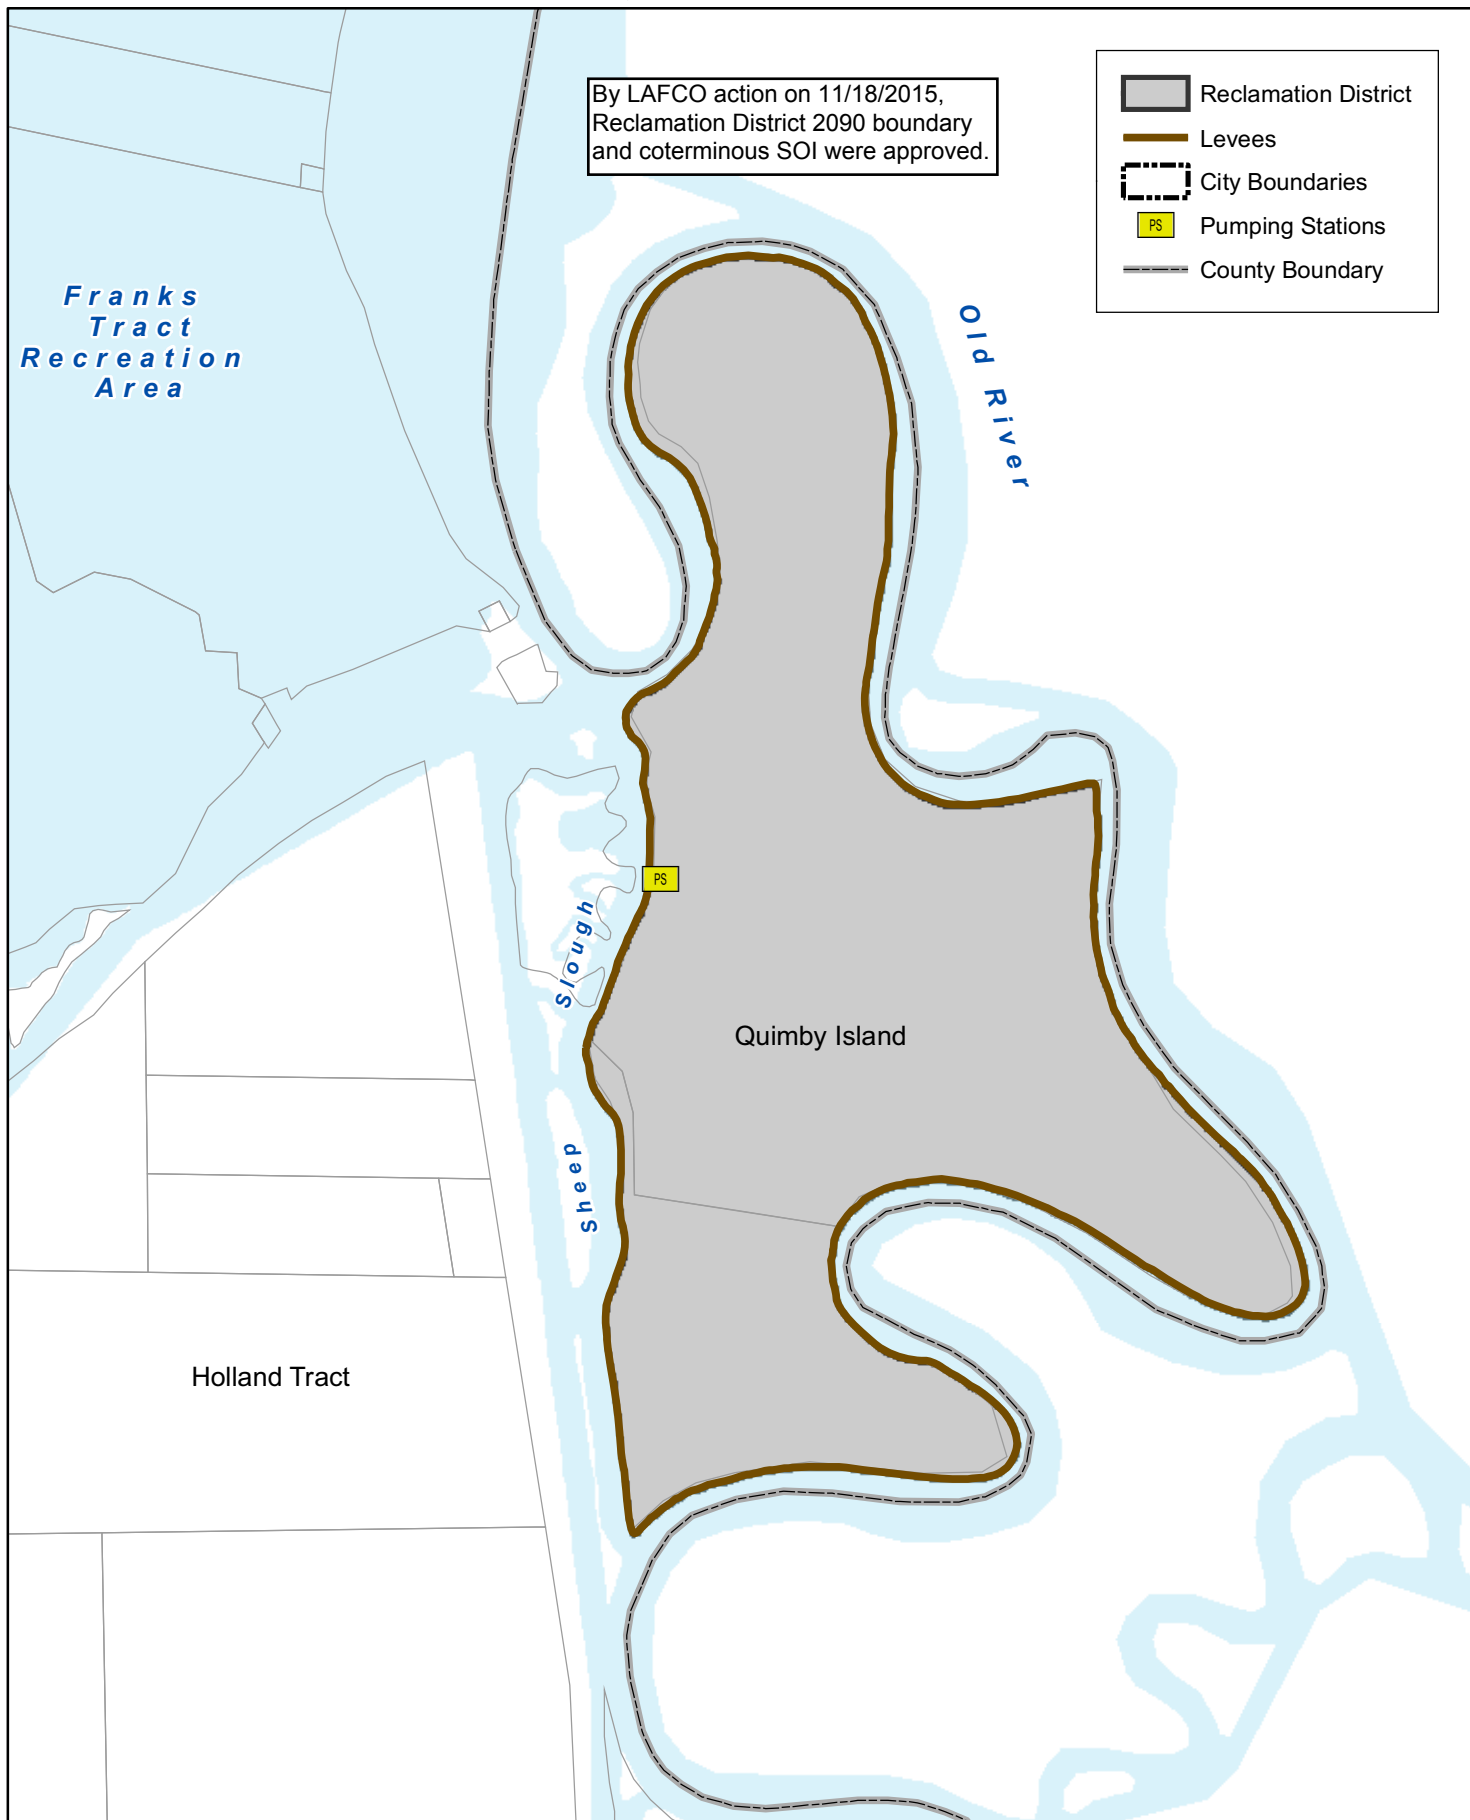 By LAFCO action on 11/18/2015,
Reclamation District 2090 boundary
and coterminous SOI were approved.
Reclamation District
Levees
City Boundaries
PS
Pumping Stations
County Boundary
Franks
Tract
Recreation
Area
Old River
PS
Slough
Quimby Island
Sheep
Holland Tract